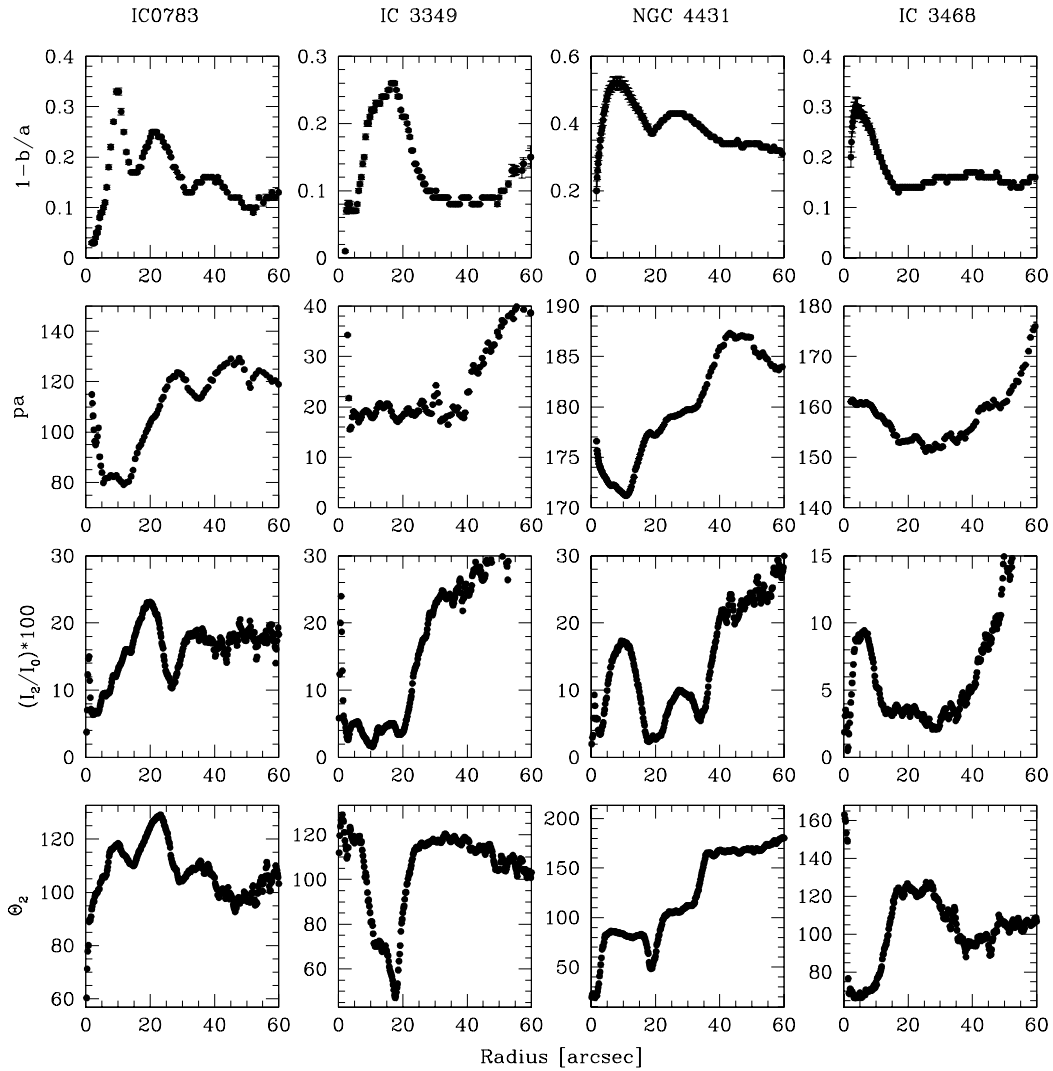 IC0783 IC 3349 NGC 4431 IC 3468
1-b/a
0.4 0.3 0.2 0.1 0
0 20 40 60
0.3 0.2 0.1 0
0 20 40 60
0.6 0.4 0.2 0
0 20 40 60
0.4 0.3 0.2 0.1 0
0 20 40 60
pa
140 120 100 80
0 20 40 60
40 30 20 10 0
0 20 40 60
190 185 180 175 170
0 20 40 60
180 170 160 150 140
0 20 40 60
(I₂/I₀)*100
30 20 10 0
0 20 40 60
30 20 10 0
0 20 40 60
30 20 10 0
0 20 40 60
15 10 5 0
0 20 40 60
Θ₂
120 100 80 60
0 20 40 60
120 100 80 60
0 20 40 60
200 150 100 50
0 20 40 60
160 140 120 100 80
0 20 40 60
Radius [arcsec]